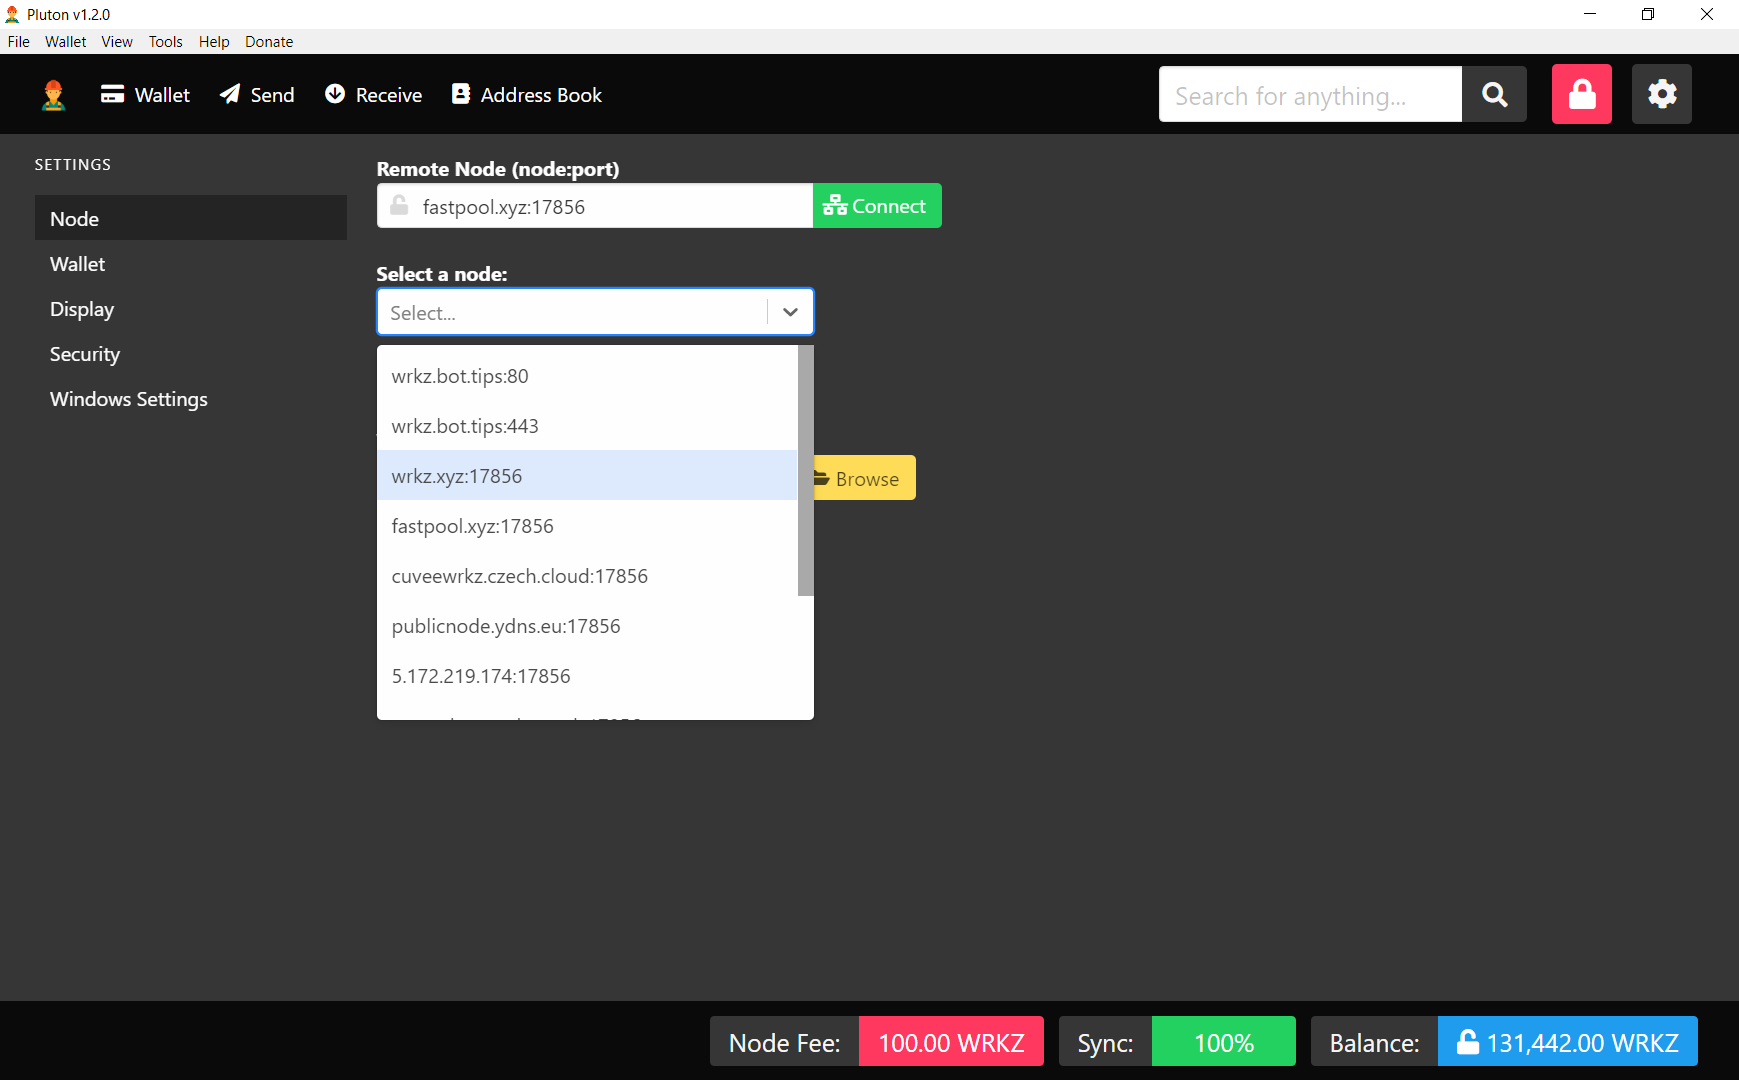 Pluton v1.2.0
File Wallet View Tools Help Donate
Wallet Send Receive Address Book Search for anything...
SETTINGS
Node
Wallet
Display
Security
Windows Settings
Remote Node (node:port)
fastpool.xyz:17856 Connect
Select a node:
Select...
wrkz.bot.tips:80
wrkz.bot.tips:443
wrkz.xyz:17856
fastpool.xyz:17856
cuveewrkz.czech.cloud:17856
publicnode.ydns.eu:17856
5.172.219.174:17856
Browse
Node Fee: 100.00 WRKZ Sync: 100% Balance: 131,442.00 WRKZ